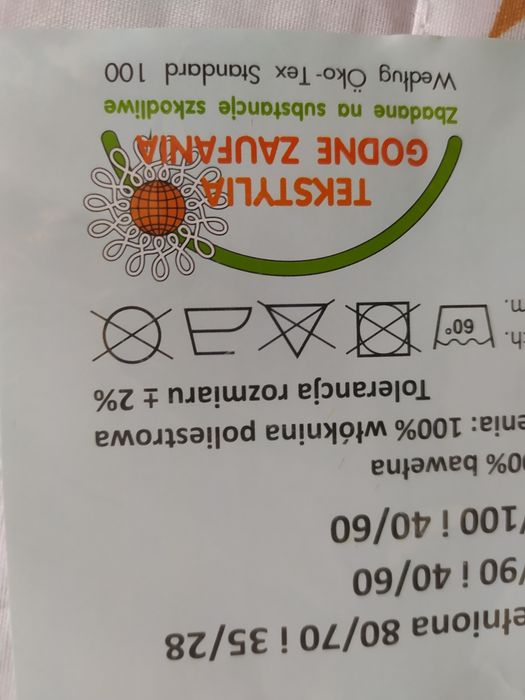 ełniona 80/70 i 35/28
/90 i 40/60
/100 i 40/60
00% bawełna
enia: 100% włóknina poliestrowa
Tolerancja rozmiaru ± 2%
ch.
m.
60°
TEKSTYLIA
GODNE ZAUFANIA
Zbadane na substancje szkodliwe
Według Öko-Tex Standard 100